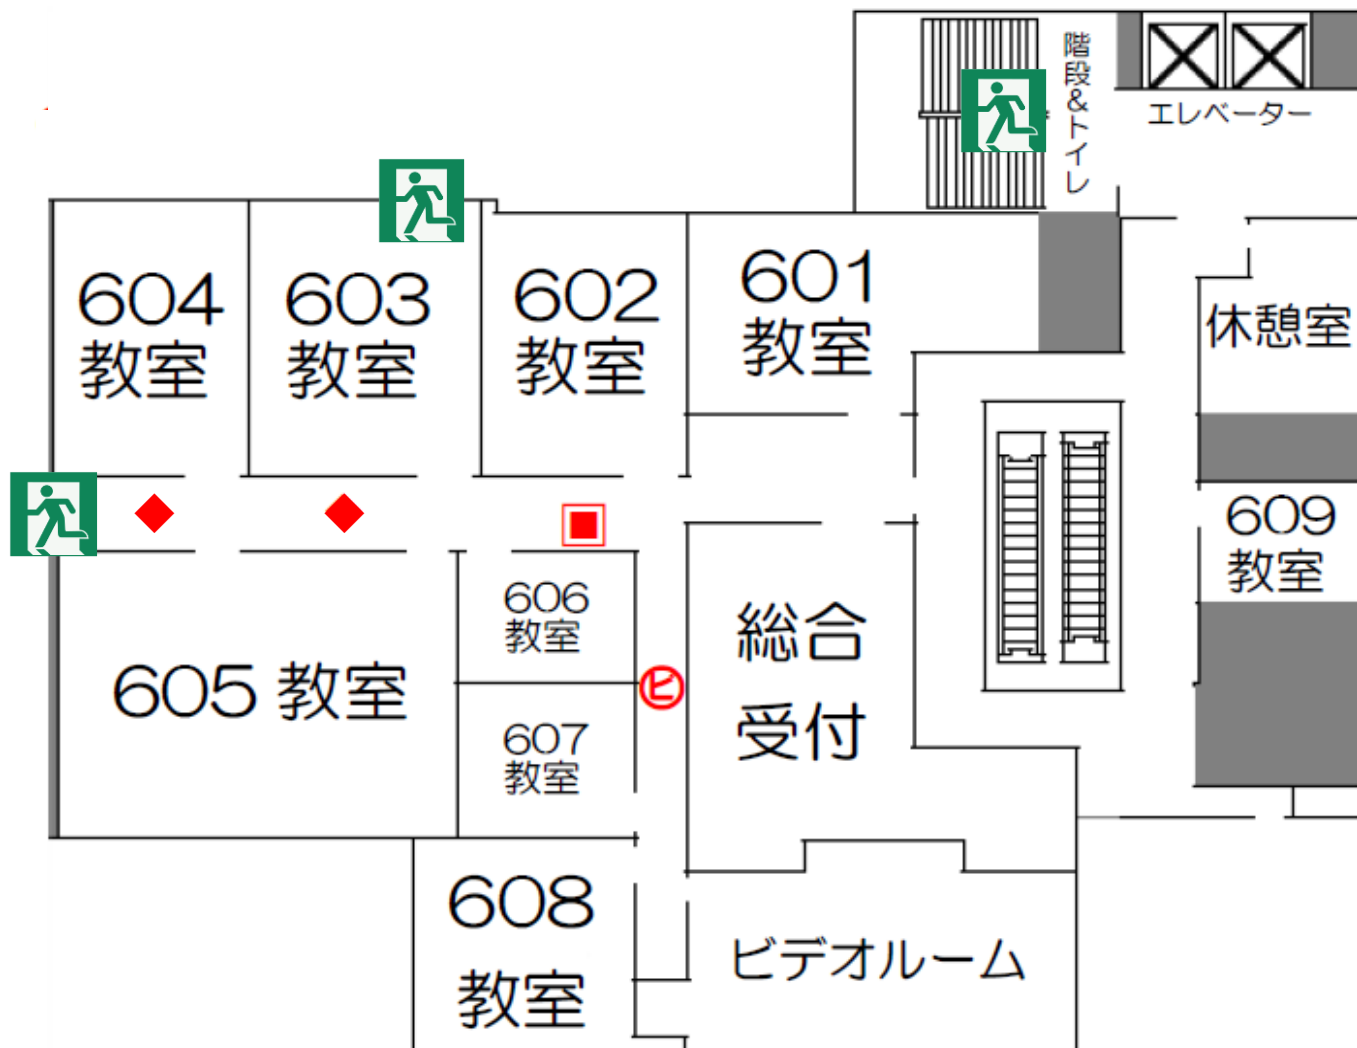 階段&トイレ
エレベーター
604
教室
603
教室
602
教室
601
教室
休憩室
609
教室
606
教室
605 教室
総合
受付
ビ
607
教室
608
教室
ビデオルーム